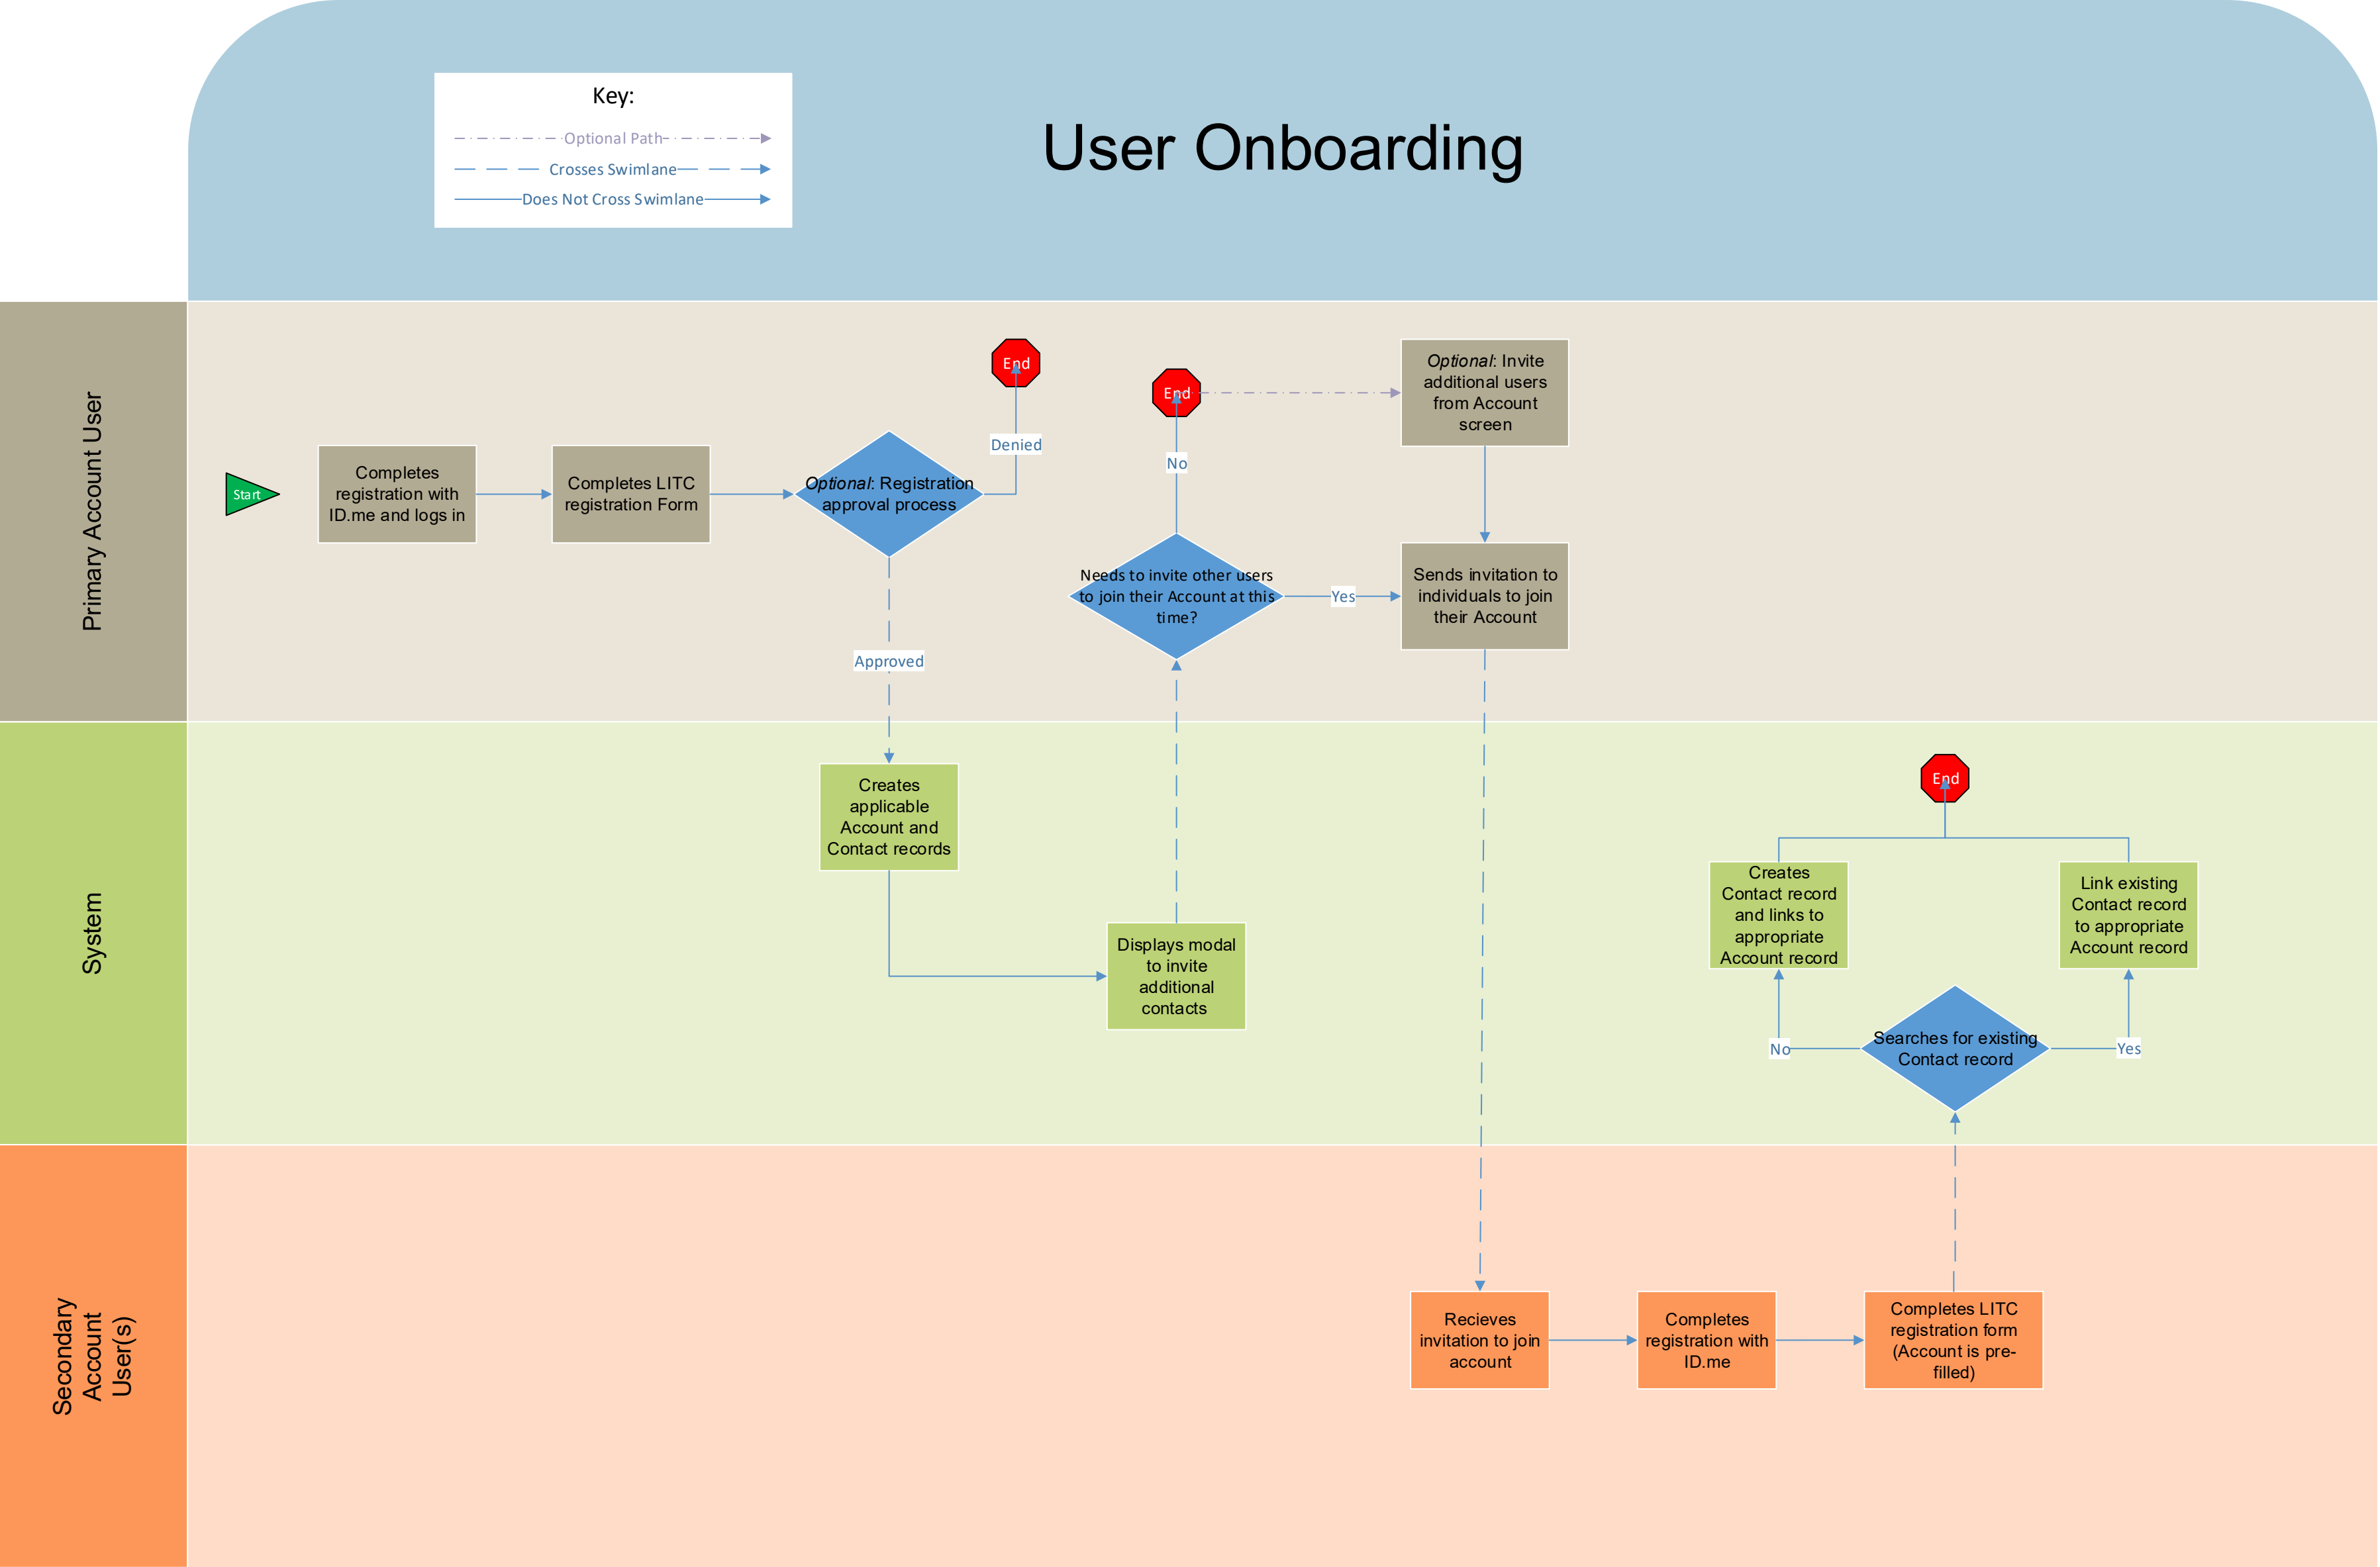 Key:
Optional Path
Crosses Swimlane
Does Not Cross Swimlane
User Onboarding
Primary Account User
Start
Completes
registration with
ID.me and logs in
Completes LITC
registration Form
Optional: Registration
approval process
Denied
End
Approved
End
No
Needs to invite other users
to join their Account at this
time?
Yes
Optional: Invite
additional users
from Account
screen
Sends invitation to
individuals to join
their Account
System
Creates
applicable
Account and
Contact records
Displays modal
to invite
additional
contacts
End
Creates
Contact record
and links to
appropriate
Account record
Link existing
Contact record
to appropriate
Account record
No
Searches for existing
Contact record
Yes
Secondary
Account
User(s)
Recieves
invitation to join
account
Completes
registration with
ID.me
Completes LITC
registration form
(Account is pre-
filled)